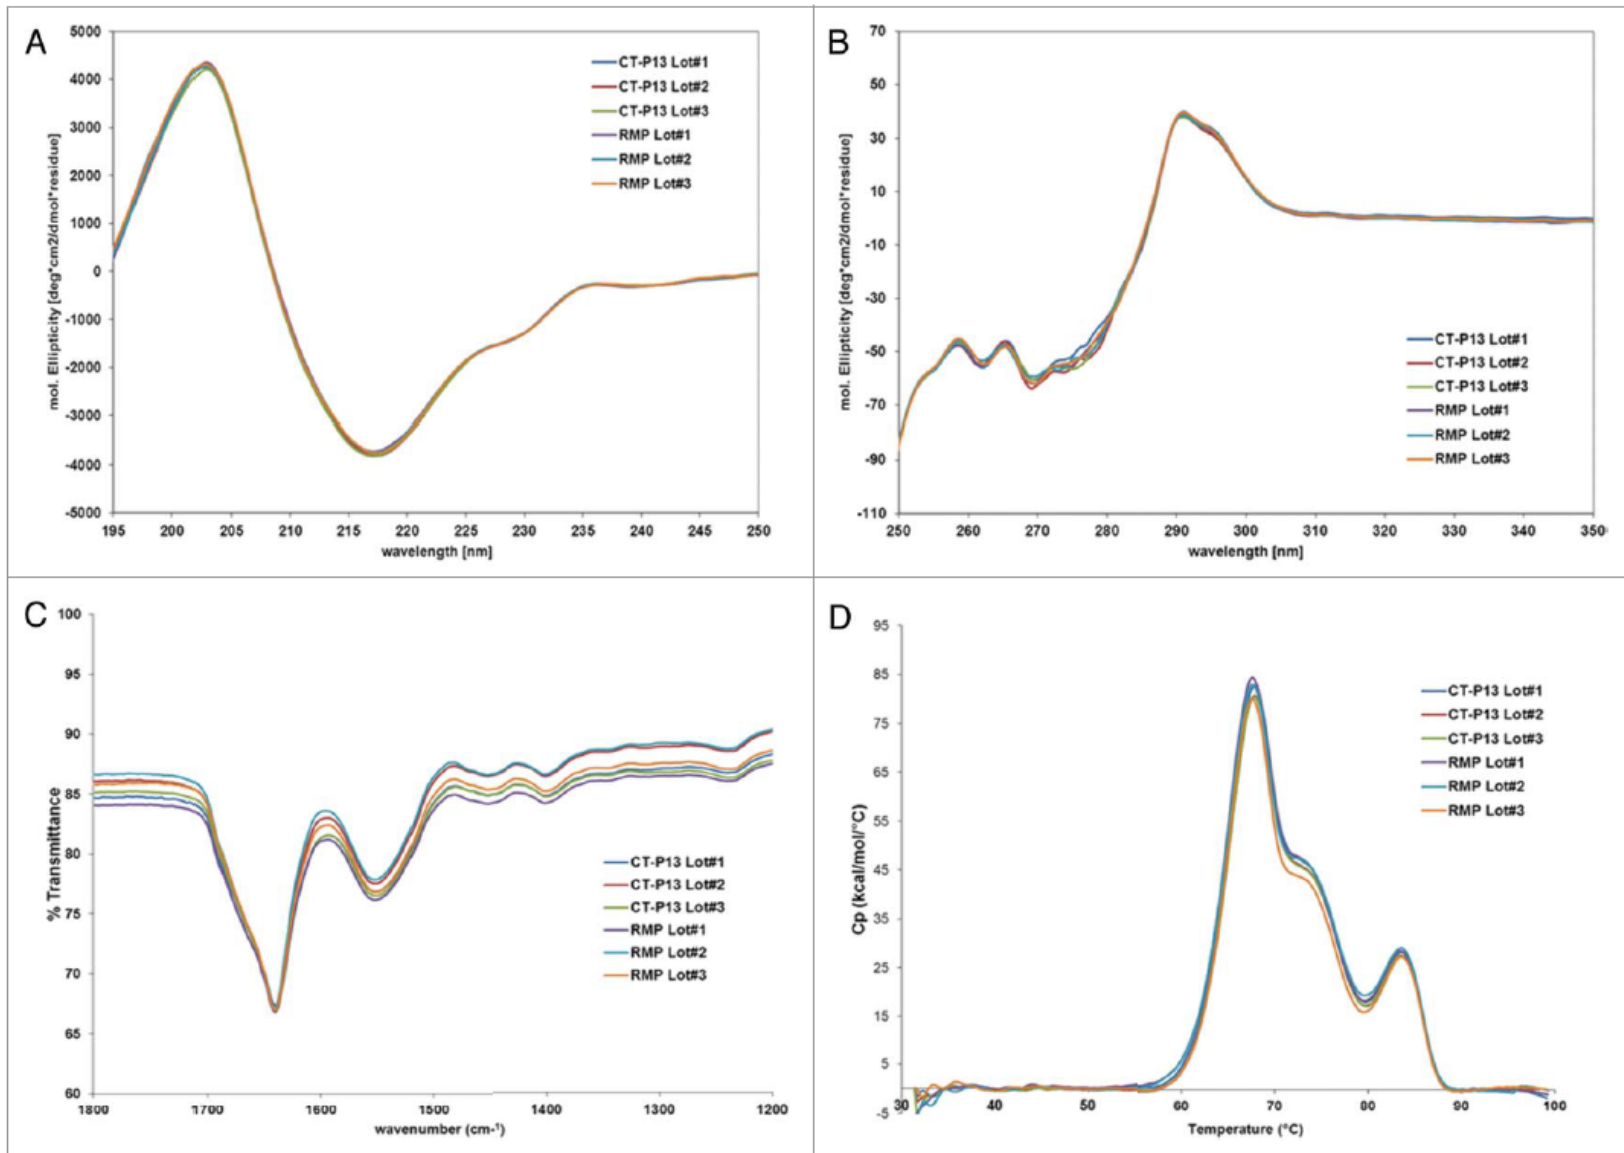 A
5000
4000
3000
2000
1000
0
-1000
-2000
-3000
-4000
-5000
mol. Ellipticity [deg*cm2/dmol*residue]
195 200 205 210 215 220 225 230 235 240 245 250
wavelength [nm]
CT-P13 Lot#1
CT-P13 Lot#2
CT-P13 Lot#3
RMP Lot#1
RMP Lot#2
RMP Lot#3
B
70
50
30
10
-10
-30
-50
-70
-90
-110
mol. Ellipticity [deg*cm2/dmol*residue]
250 260 270 280 290 300 310 320 330 340 350
wavelength [nm]
CT-P13 Lot#1
CT-P13 Lot#2
CT-P13 Lot#3
RMP Lot#1
RMP Lot#2
RMP Lot#3
C
100
95
90
85
80
75
70
65
60
% Transmittance
1800 1700 1600 1500 1400 1300 1200
wavenumber (cm-1)
CT-P13 Lot#1
CT-P13 Lot#2
CT-P13 Lot#3
RMP Lot#1
RMP Lot#2
RMP Lot#3
D
95
85
75
65
55
45
35
25
15
5
-5
Cp (kcal/mol/°C)
30 40 50 60 70 80 90 100
Temperature (°C)
CT-P13 Lot#1
CT-P13 Lot#2
CT-P13 Lot#3
RMP Lot#1
RMP Lot#2
RMP Lot#3